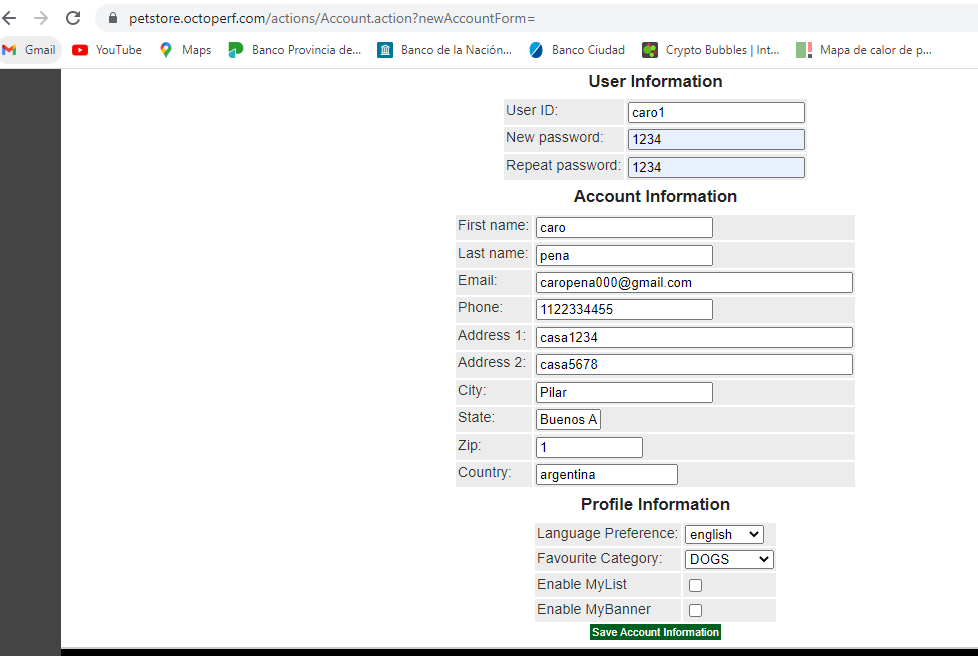 petstore.octoperf.com/actions/Account.action?newAccountForm=
Gmail YouTube Maps Banco Provincia de... Banco de la Nación... Banco Ciudad Crypto Bubbles | Int... Mapa de calor de p...
User Information
User ID: caro1
New password: 1234
Repeat password: 1234
Account Information
First name: caro
Last name: pena
Email: caropena000@gmail.com
Phone: 1122334455
Address 1: casa1234
Address 2: casa5678
City: Pilar
State: Buenos A
Zip: 1
Country: argentina
Profile Information
Language Preference: english
Favourite Category: DOGS
Enable MyList
Enable MyBanner
Save Account Information